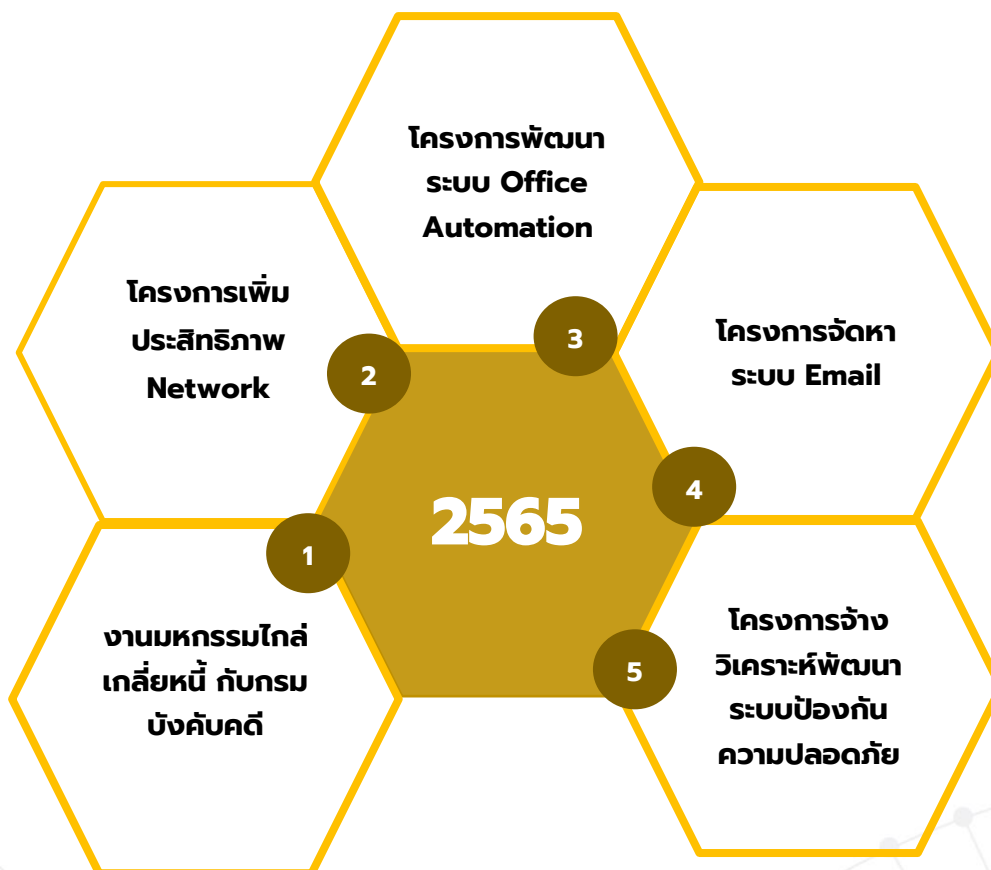 โครงการพัฒนา
ระบบ Office
Automation
โครงการเพิ่ม
ประสิทธิภาพ
Network
2
3
โครงการจัดหา
ระบบ Email
2565
4
1
งานมหกรรมไกล่
เกลี่ยหนี้ กับกรม
บังคับคดี
5
โครงการจ้าง
วิเคราะห์พัฒนา
ระบบป้องกัน
ความปลอดภัย